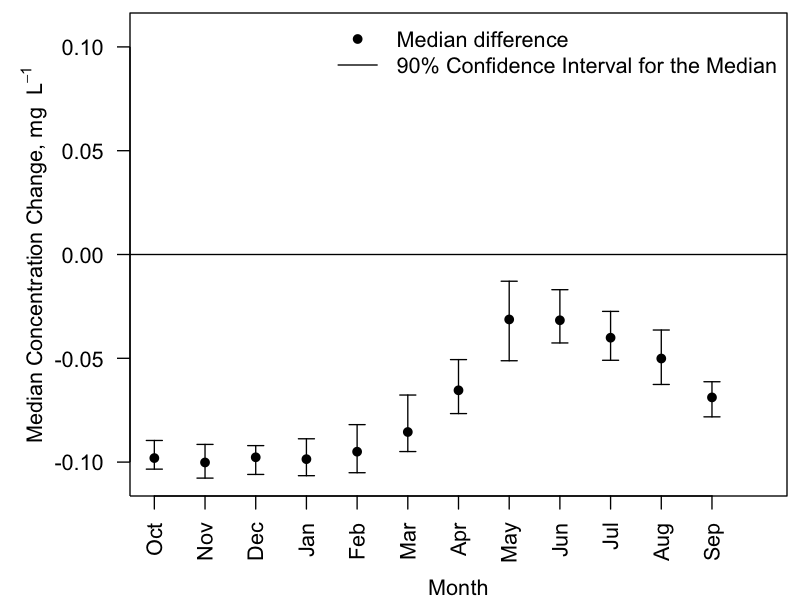 Median difference
90% Confidence Interval for the Median
Median Concentration Change, mg L⁻¹
0.10
0.05
0.00
-0.05
-0.10
Oct
Nov
Dec
Jan
Feb
Mar
Apr
May
Jun
Jul
Aug
Sep
Month